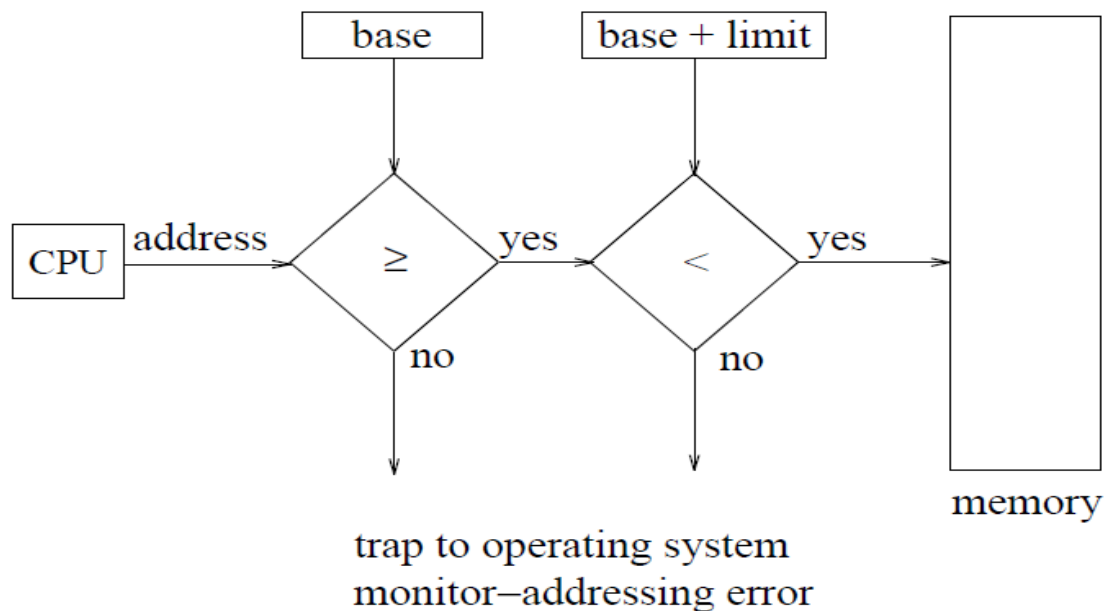 base
base + limit
CPU
address
≥
yes
<
yes
no
no
memory
trap to operating system
monitor–addressing error